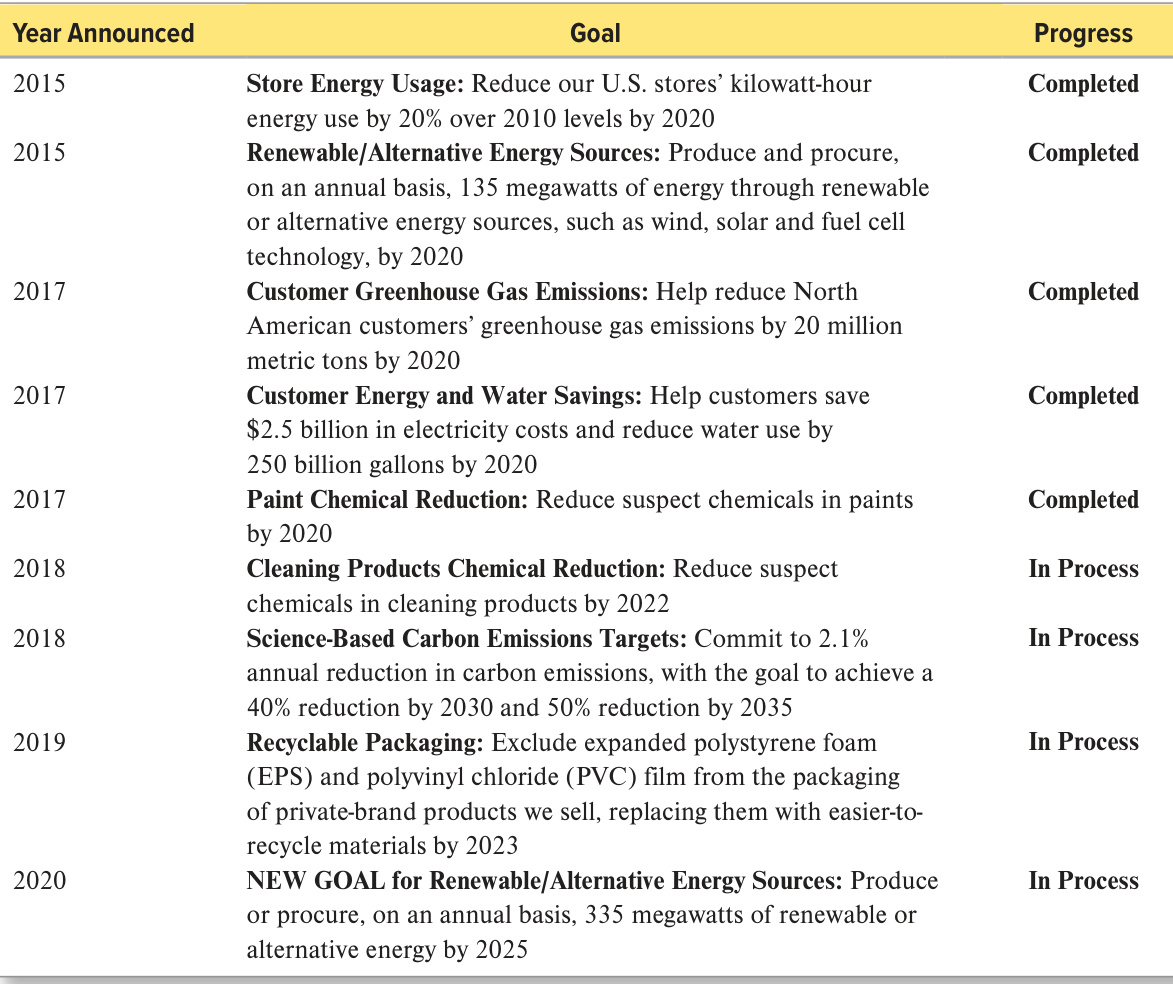 Year Announced Goal Progress
2015 Store Energy Usage: Reduce our U.S. stores’ kilowatt-hour Completed
energy use by 20% over 2010 levels by 2020
2015 Renewable/Alternative Energy Sources: Produce and procure, Completed
on an annual basis, 135 megawatts of energy through renewable
or alternative energy sources, such as wind, solar and fuel cell
technology, by 2020
2017 Customer Greenhouse Gas Emissions: Help reduce North Completed
American customers’ greenhouse gas emissions by 20 million
metric tons by 2020
2017 Customer Energy and Water Savings: Help customers save Completed
$2.5 billion in electricity costs and reduce water use by
250 billion gallons by 2020
2017 Paint Chemical Reduction: Reduce suspect chemicals in paints Completed
by 2020
2018 Cleaning Products Chemical Reduction: Reduce suspect In Process
chemicals in cleaning products by 2022
2018 Science-Based Carbon Emissions Targets: Commit to 2.1% In Process
annual reduction in carbon emissions, with the goal to achieve a
40% reduction by 2030 and 50% reduction by 2035
2019 Recyclable Packaging: Exclude expanded polystyrene foam In Process
(EPS) and polyvinyl chloride (PVC) film from the packaging
of private-brand products we sell, replacing them with easier-to-
recycle materials by 2023
2020 NEW GOAL for Renewable/Alternative Energy Sources: Produce In Process
or procure, on an annual basis, 335 megawatts of renewable or
alternative energy by 2025